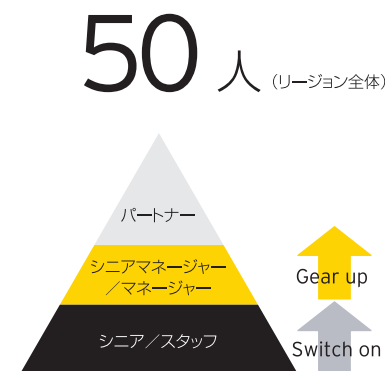 50人（リージョン全体）
パートナー
シニアマネージャー
／マネージャー
Gear up
シニア／スタッフ
Switch on